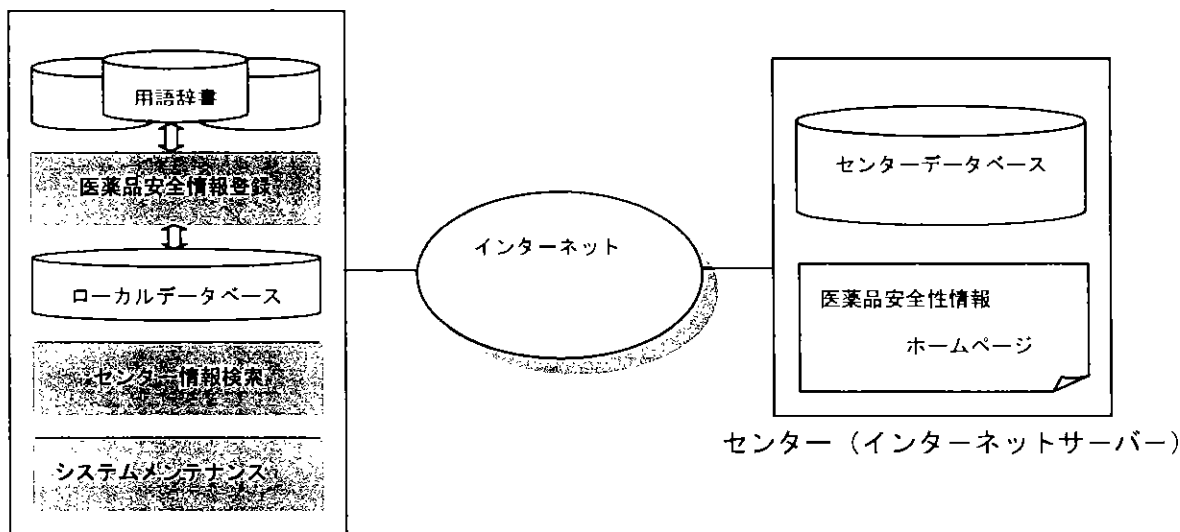 用語辞書
医薬品安全情報登録
ローカルデータベース
センター情報検索
システムメンテナンス
インターネット
センターデータベース
医薬品安全性情報
ホームページ
センター（インターネットサーバー）